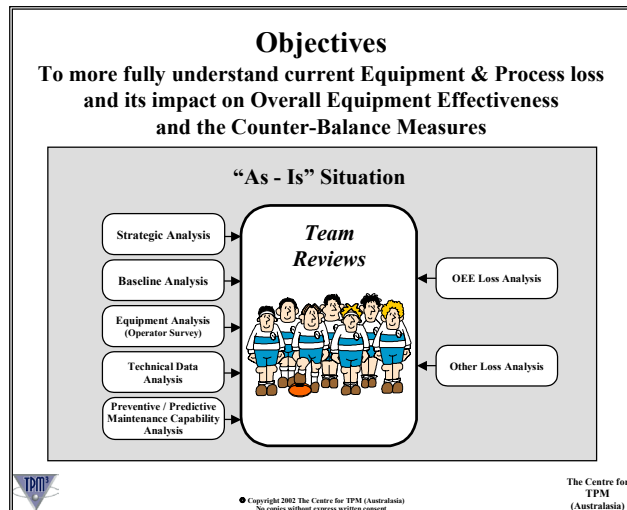 Objectives
To more fully understand current Equipment & Process loss
and its impact on Overall Equipment Effectiveness
and the Counter-Balance Measures
“As - Is” Situation
Strategic Analysis
Baseline Analysis
Equipment Analysis
(Operator Survey)
Technical Data
Analysis
Preventive / Predictive
Maintenance Capability
Analysis
Team
Reviews
OEE Loss Analysis
Other Loss Analysis
TPM³
Copyright 2002 The Centre for TPM (Australasia)
No copies without express written consent
The Centre for
TPM
(Australasia)